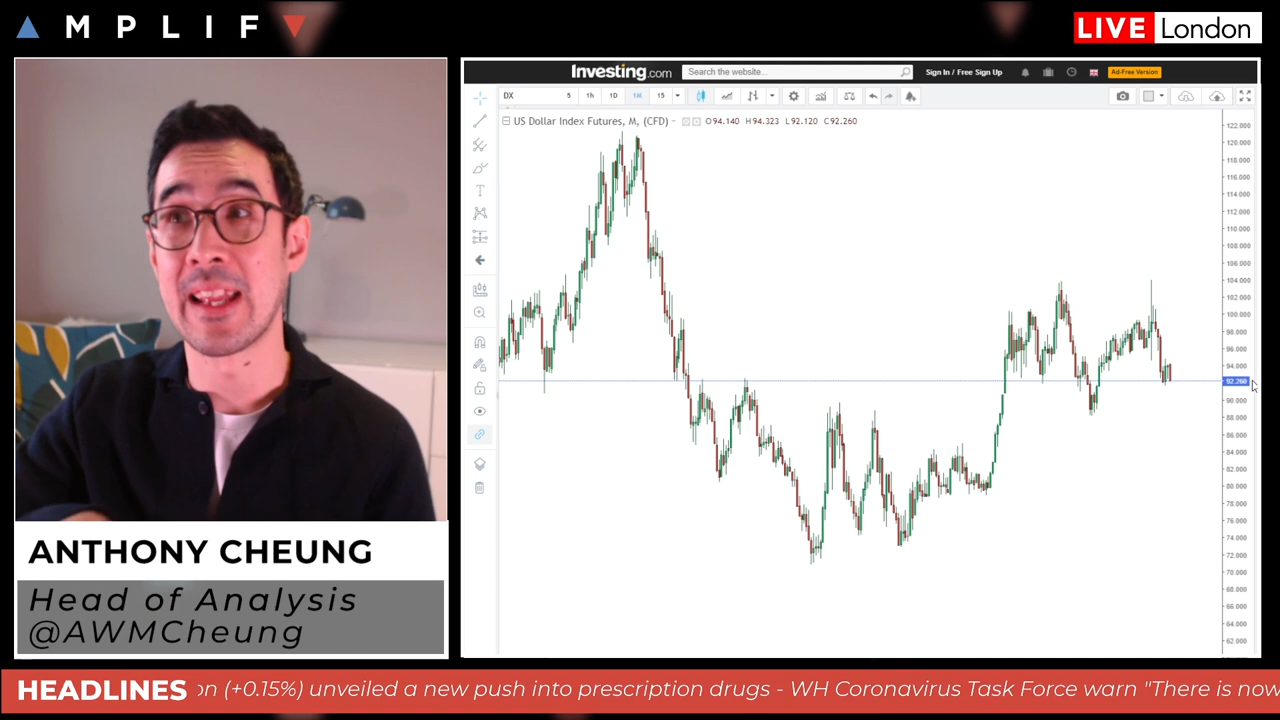 MPLIF
LIVE London
Investing.com
Search the website...
Sign In / Free Sign Up
Ad-Free Version
DX
5
1h
1D
1M
15
US Dollar Index Futures, M, (CFD)
O94.140 H94.323 L92.120 C92.260
122.000
120.000
118.000
116.000
114.000
112.000
110.000
108.000
106.000
104.000
102.000
100.000
98.000
96.000
94.000
92.260
90.000
88.000
86.000
84.000
82.000
80.000
78.000
76.000
74.000
72.000
70.000
68.000
66.000
64.000
62.000
ANTHONY CHEUNG
Head of Analysis
@AWMCheung
HEADLINES
on (+0.15%) unveiled a new push into prescription drugs - WH Coronavirus Task Force warn "There is now